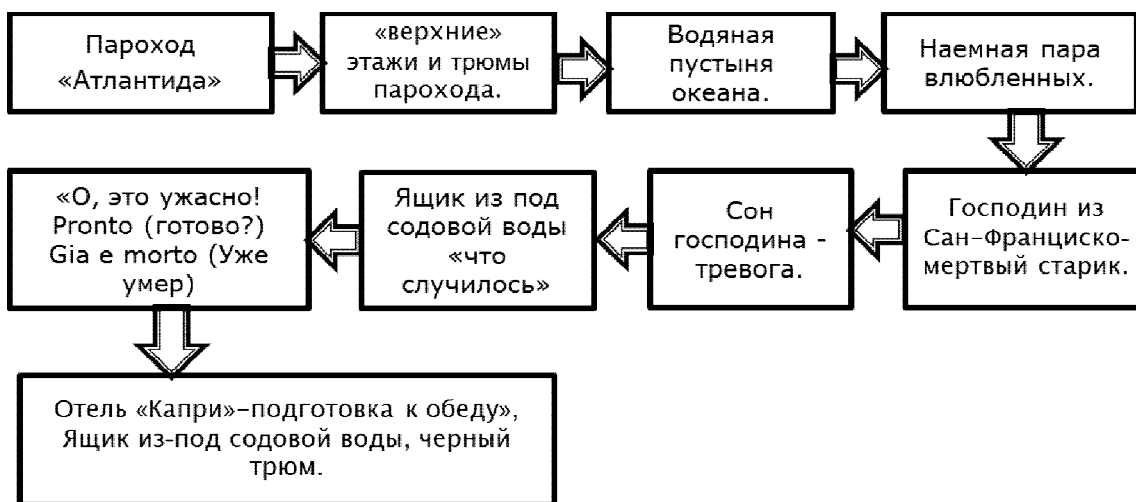 Пароход
«Атлантида»
«верхние»
этажи и трюмы
парохода.
Водяная
пустыня
океана.
Наемная пара
влюбленных.
Господин из
Сан-Франциско-
мертвый старик.
Сон
господина -
тревога.
Ящик из под
содовой воды
«что
случилось»
«О, это ужасно!
Pronto (готово?)
Gia e morto (Уже
умер)
Отель «Капри»–подготовка к обеду»,
Ящик из-под содовой воды, черный
трюм.